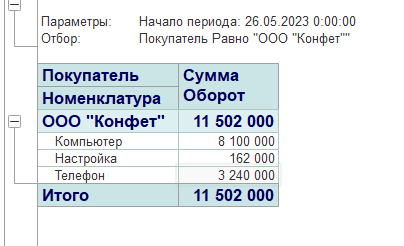 Параметры: Начало периода: 26.05.2023 0:00:00
Отбор: Покупатель Равно "ООО "Конфет""
Покупатель Сумма
Номенклатура Оборот
ООО "Конфет" 11 502 000
Компьютер 8 100 000
Настройка 162 000
Телефон 3 240 000
Итого 11 502 000